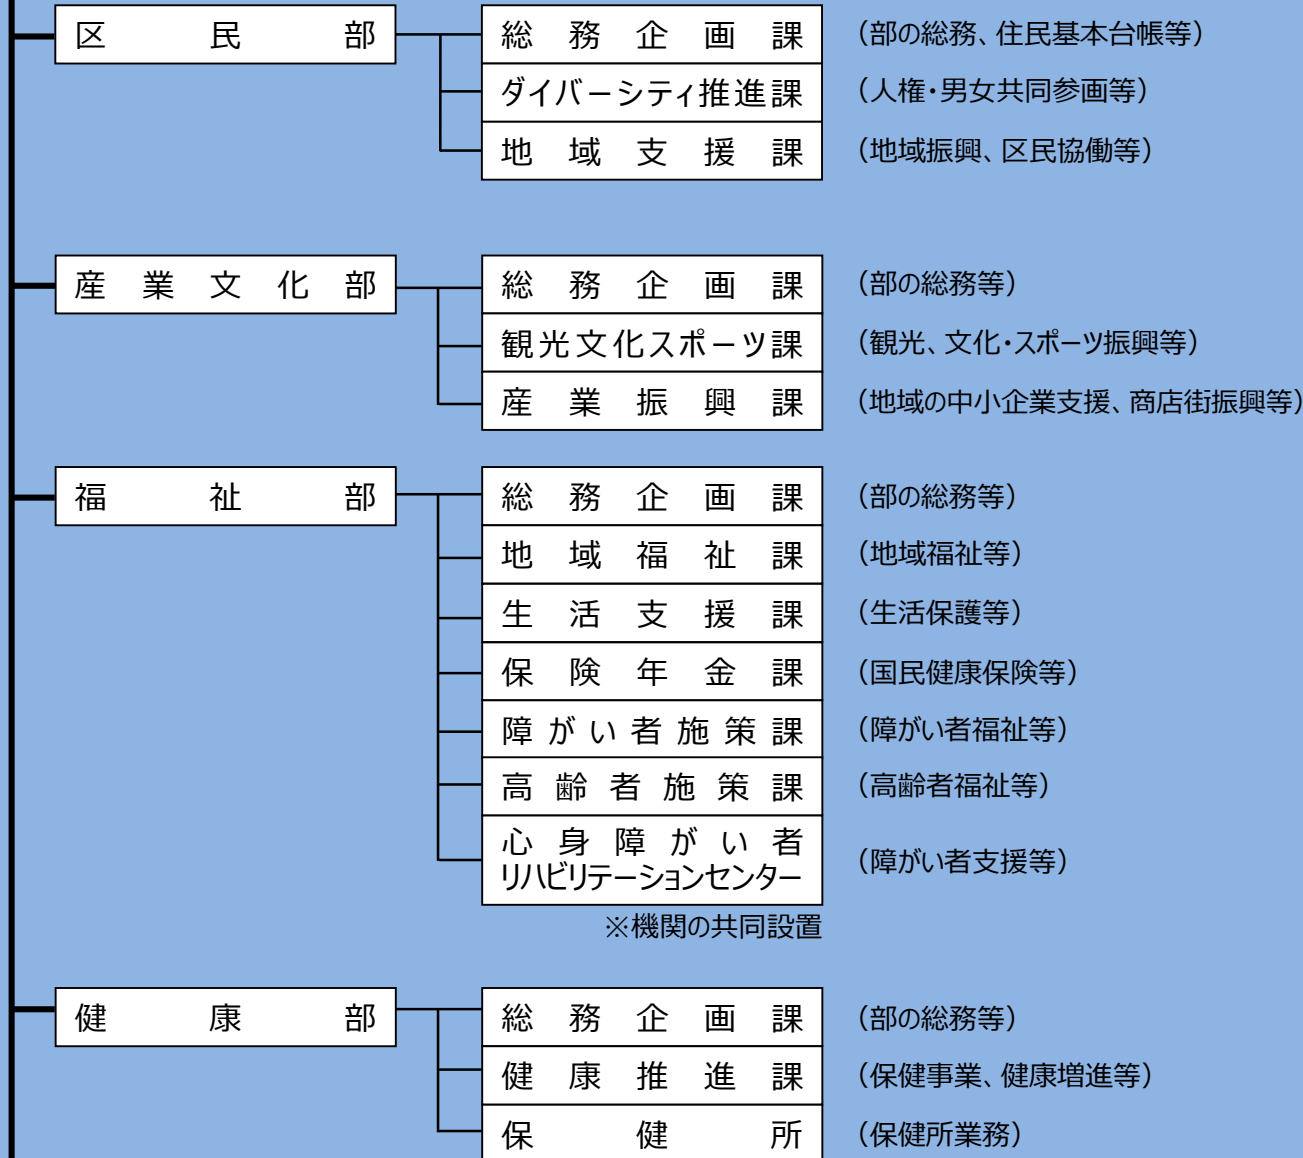 区民部
総務企画課 (部の総務、住民基本台帳等)
ダイバーシティ推進課 (人権・男女共同参画等)
地域支援課 (地域振興、区民協働等)
産業文化部
総務企画課 (部の総務等)
観光文化スポーツ課 (観光、文化・スポーツ振興等)
産業振興課 (地域の中小企業支援、商店街振興等)
福祉部
総務企画課 (部の総務等)
地域福祉課 (地域福祉等)
生活支援課 (生活保護等)
保険年金課 (国民健康保険等)
障がい者施策課 (障がい者福祉等)
高齢者施策課 (高齢者福祉等)
心身障がい者
リハビリテーションセンター (障がい者支援等)
※機関の共同設置
健康部
総務企画課 (部の総務等)
健康推進課 (保健事業、健康増進等)
保健所 (保健所業務)